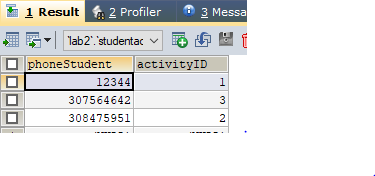 1 Result
2 Profiler
3 Messa
`lab2`.`studentac
phoneStudent activityID
12344 1
307564642 3
308475951 2